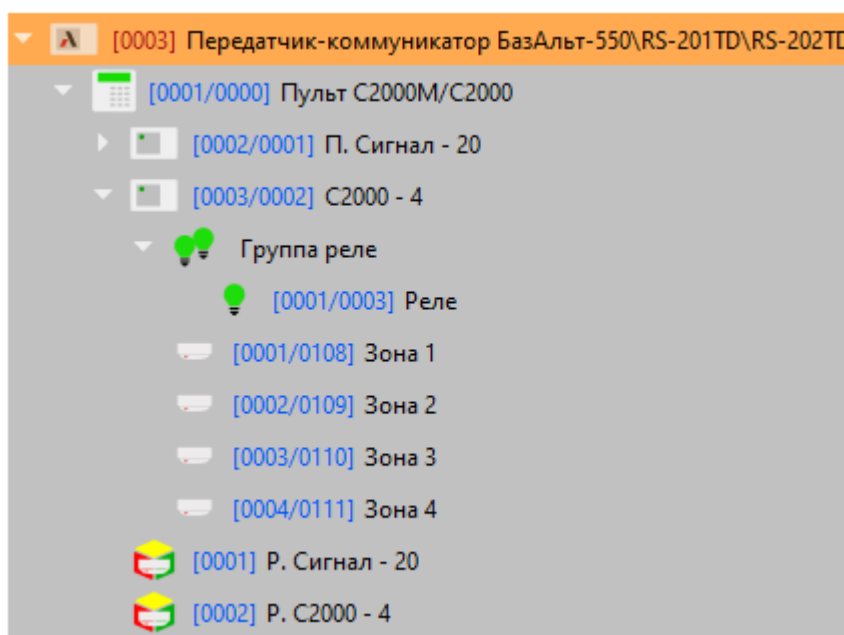 [0003] Передатчик-коммуникатор БазАльт-550\RS-201TD\RS-202TD
[0001/0000] Пульт С2000М/С2000
[0002/0001] П. Сигнал - 20
[0003/0002] С2000 - 4
Группа реле
[0001/0003] Реле
[0001/0108] Зона 1
[0002/0109] Зона 2
[0003/0110] Зона 3
[0004/0111] Зона 4
[0001] Р. Сигнал - 20
[0002] Р. С2000 - 4